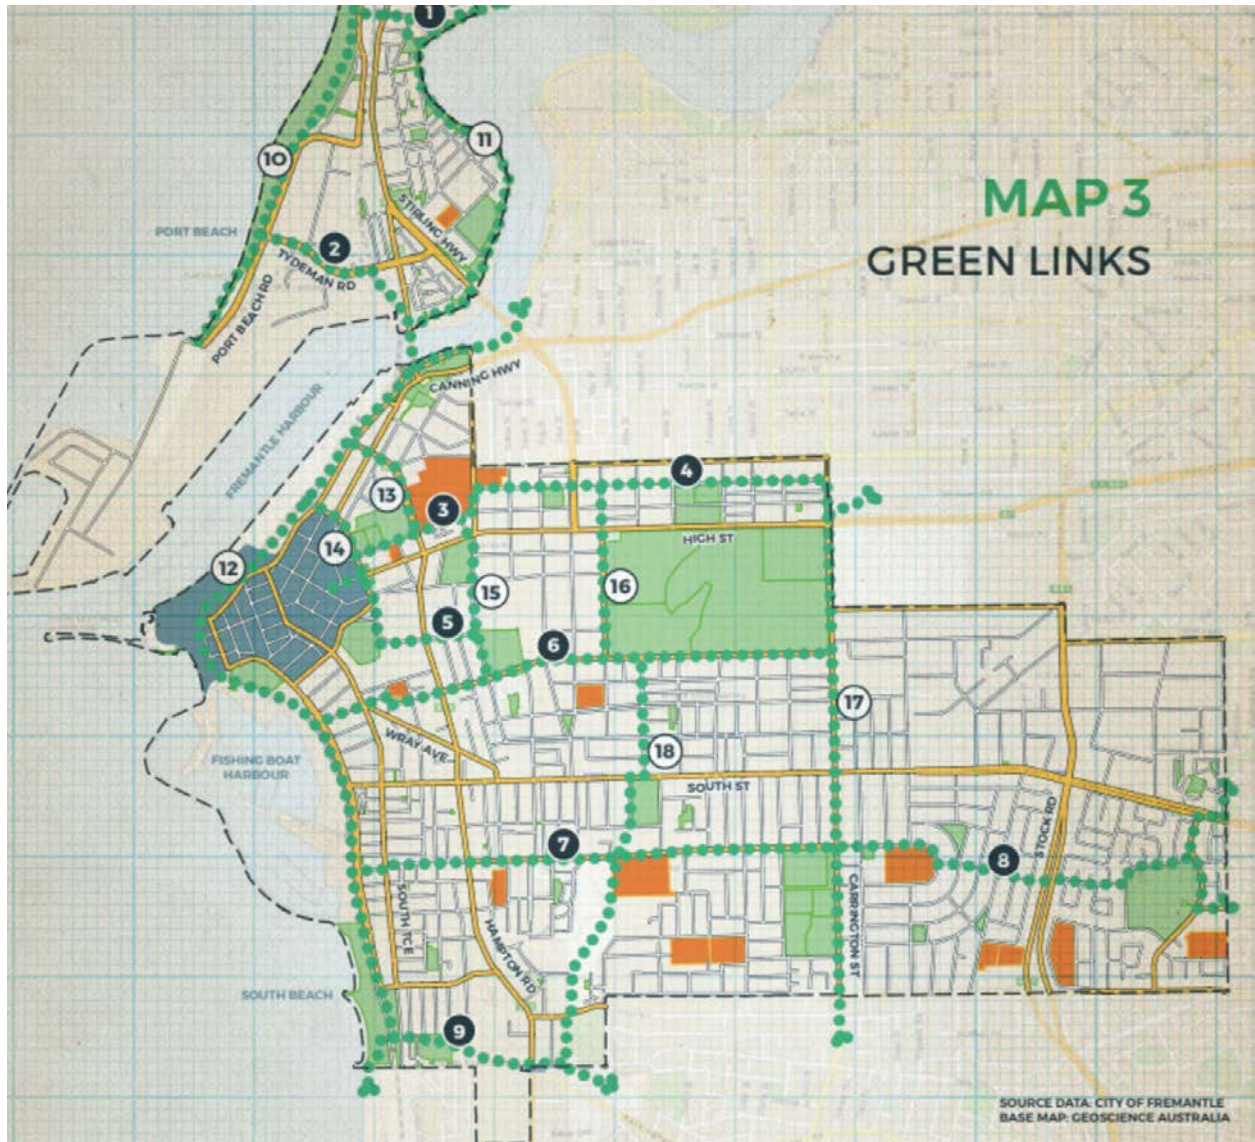 1
11
10
MAP 3
GREEN LINKS
STIRLING HWY
PORT BEACH
2
TYDEMAN RD
PORT BEACH RD
CANNING HWY
FREMANTLE HARBOUR
4
13
3
HIGH ST
14
12
15
16
5
6
17
WRAY AVE
18
FISHING BOAT
HARBOUR
SOUTH ST
STOCK RD
7
8
SOUTH TCE
CARRINGTON ST
HAMPTON RD
SOUTH BEACH
9
SOURCE DATA: CITY OF FREMANTLE
BASE MAP: GEOSCIENCE AUSTRALIA